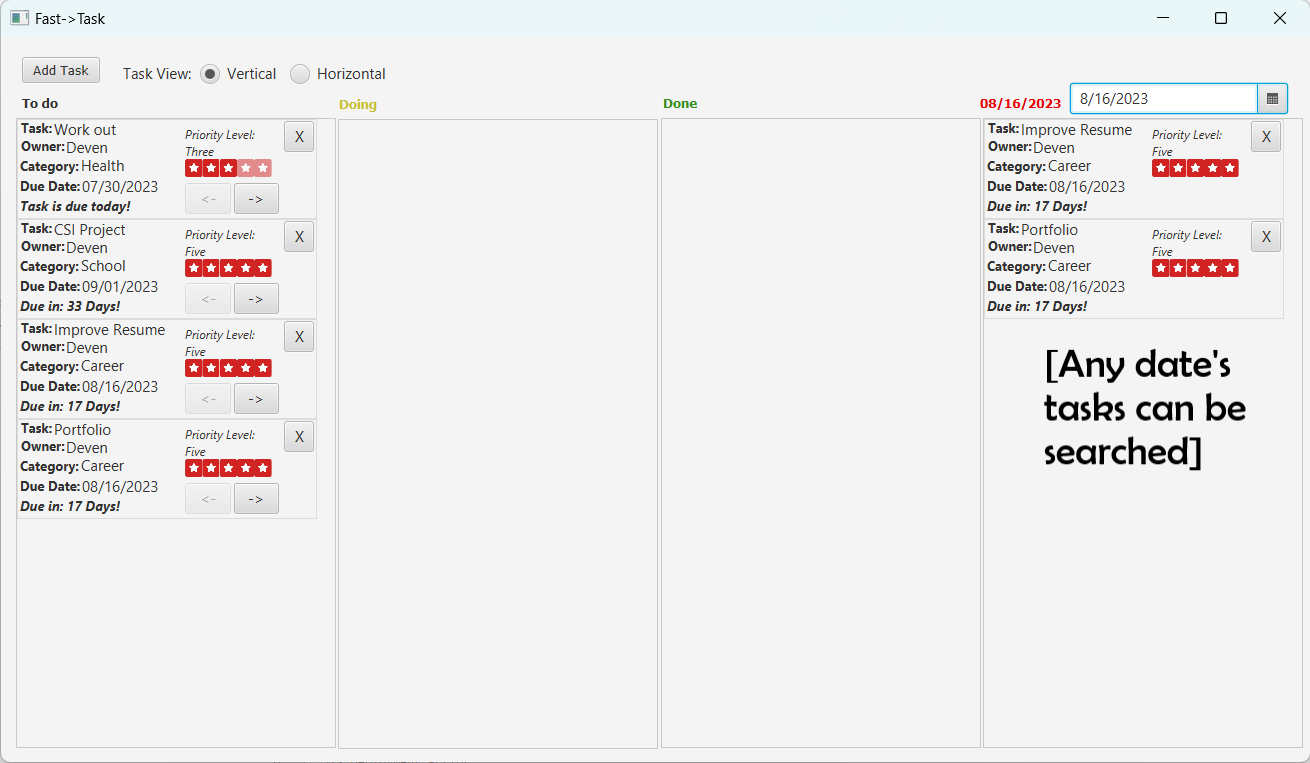 Fast->Task
Add Task
Task View: Vertical Horizontal
To do
Task: Work out
Owner: Deven
Category: Health
Due Date: 07/30/2023
Task is due today!
Priority Level:
Three
X
<- ->
Task: CSI Project
Owner: Deven
Category: School
Due Date: 09/01/2023
Due in: 33 Days!
Priority Level:
Five
X
<- ->
Task: Improve Resume
Owner: Deven
Category: Career
Due Date: 08/16/2023
Due in: 17 Days!
Priority Level:
Five
X
<- ->
Task: Portfolio
Owner: Deven
Category: Career
Due Date: 08/16/2023
Due in: 17 Days!
Priority Level:
Five
X
<- ->
Doing
Done
08/16/2023
8/16/2023
Task: Improve Resume
Owner: Deven
Category: Career
Due Date: 08/16/2023
Due in: 17 Days!
Priority Level:
Five
X
Task: Portfolio
Owner: Deven
Category: Career
Due Date: 08/16/2023
Due in: 17 Days!
Priority Level:
Five
X
[Any date's
tasks can be
searched]